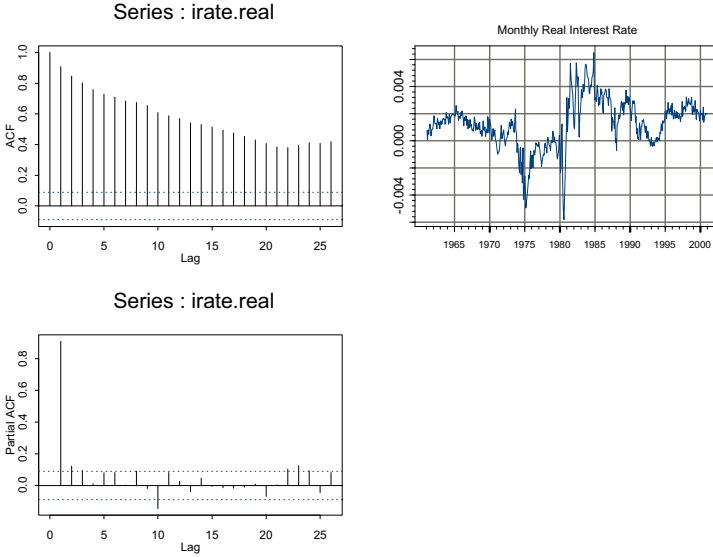 Series : irate.real
ACF
1.0
0.8
0.6
0.4
0.2
0.0
0 5 10 15 20 25
Lag
Monthly Real Interest Rate
0.004
0.000
-0.004
1965 1970 1975 1980 1985 1990 1995 2000
Series : irate.real
Partial ACF
0.8
0.6
0.4
0.2
0.0
0 5 10 15 20 25
Lag